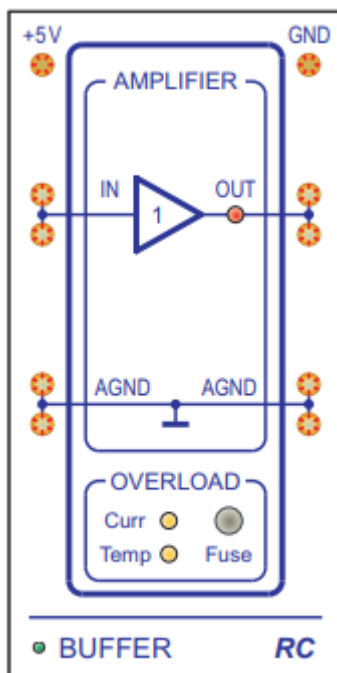 +5V GND
AMPLIFIER
IN 1 OUT
AGND AGND
OVERLOAD
Curr
Temp Fuse
BUFFER RC